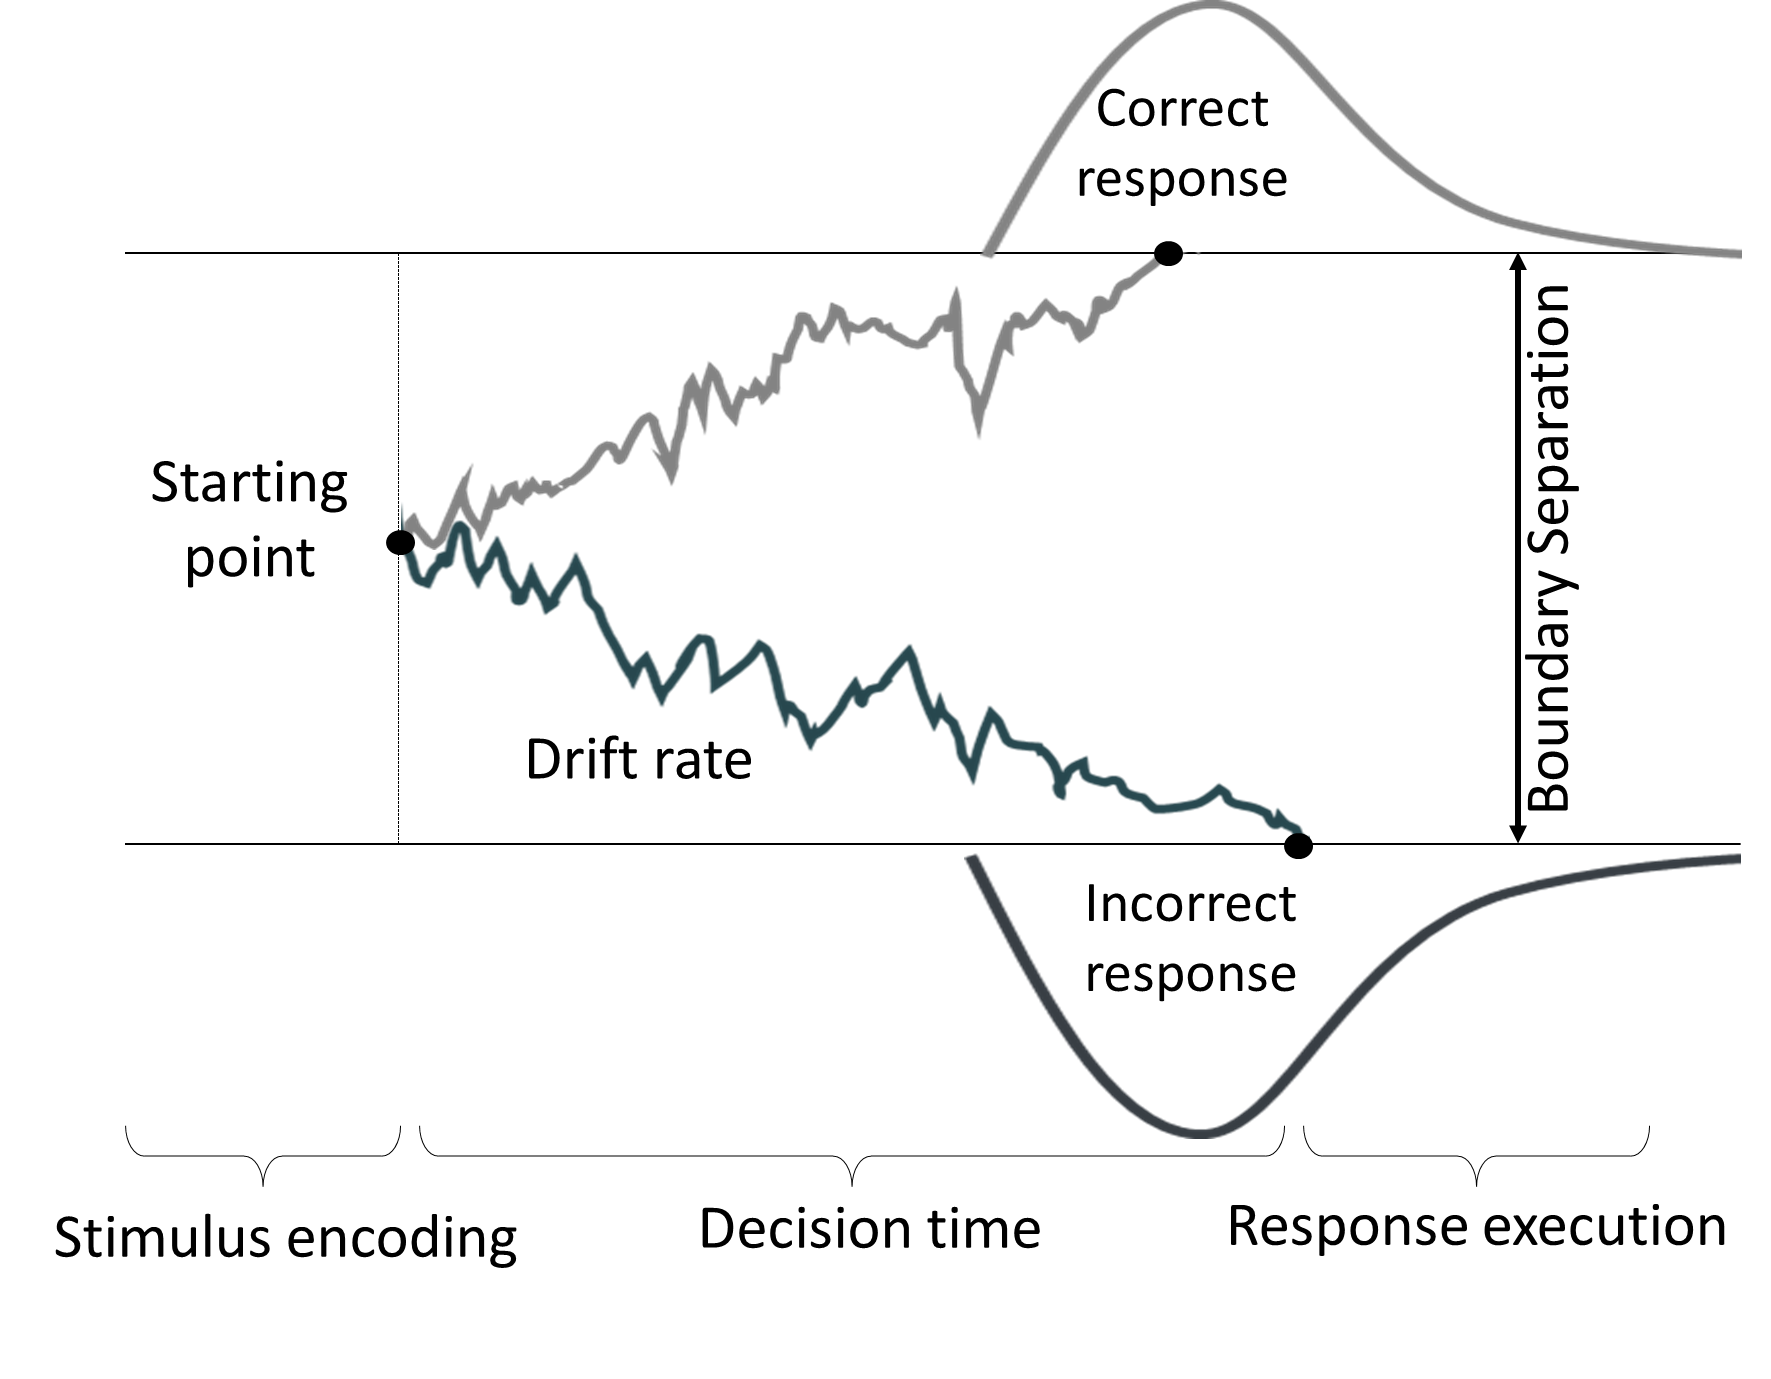 Correct
response
Starting
point
Boundary Separation
Drift rate
Incorrect
response
Stimulus encoding
Decision time
Response execution